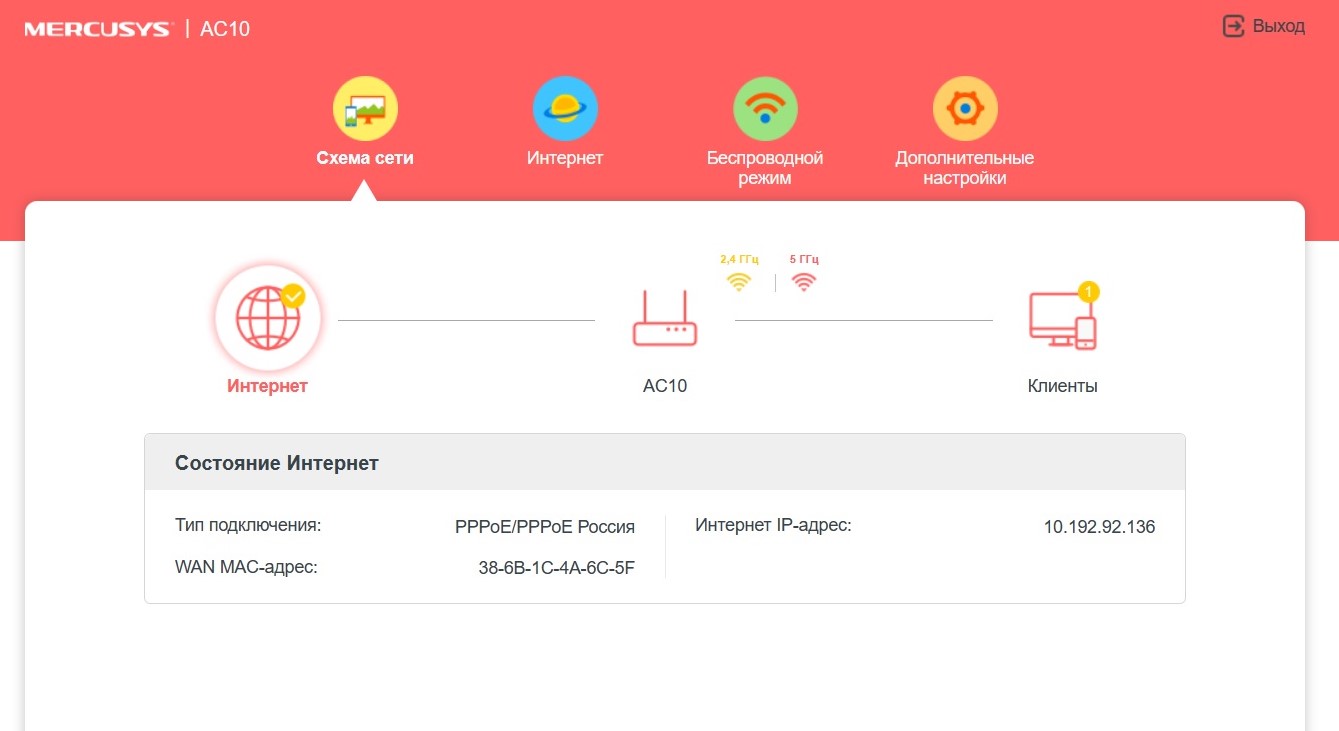 MERCUSYS | AC10
Выход
Схема сети
Интернет
Беспроводной
режим
Дополнительные
настройки
2,4 ГГц | 5 ГГц
1
Интернет
AC10
Клиенты
Состояние Интернет
Тип подключения: PPPoE/PPPoE Россия
Интернет IP-адрес: 10.192.92.136
WAN MAC-адрес: 38-6B-1C-4A-6C-5F